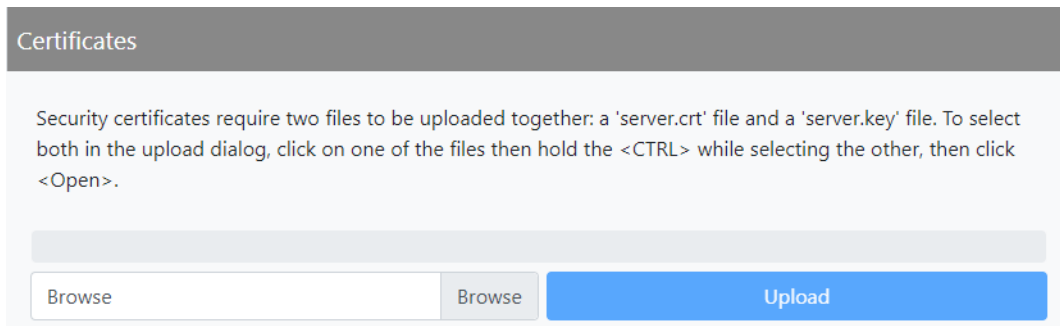 Certificates
Security certificates require two files to be uploaded together: a 'server.crt' file and a 'server.key' file. To select
both in the upload dialog, click on one of the files then hold the <CTRL> while selecting the other, then click
<Open>.
Browse Browse Upload